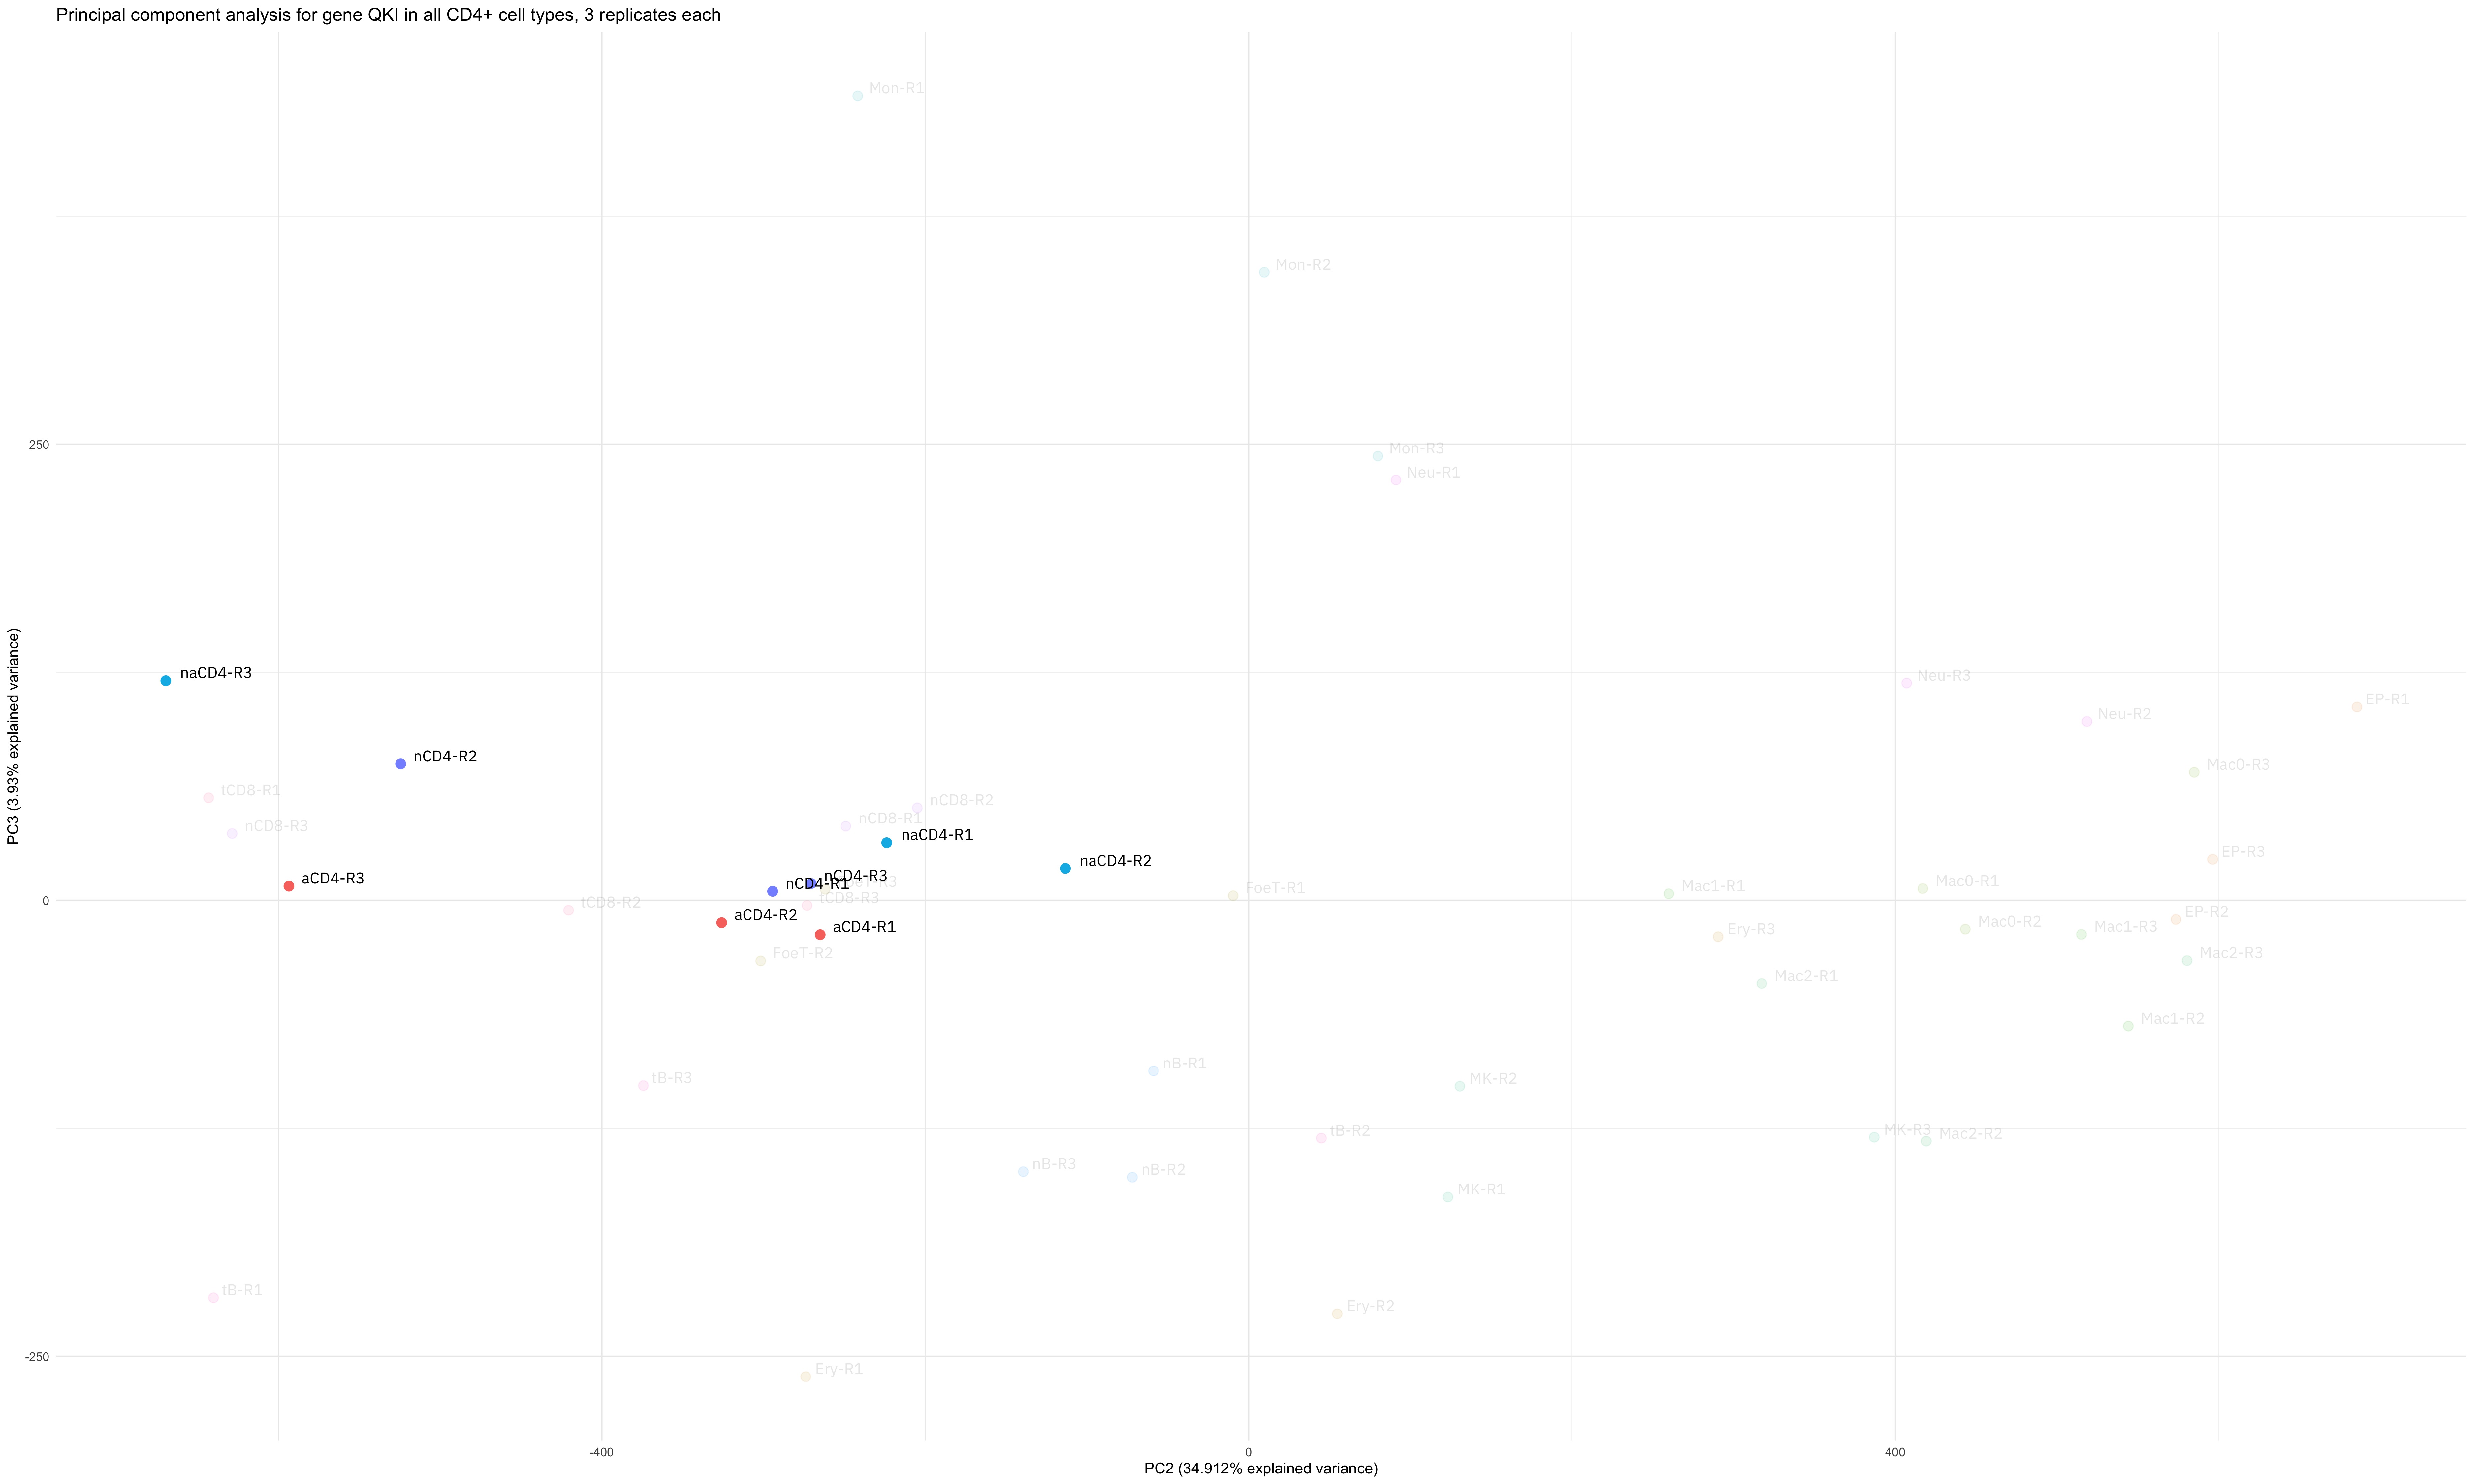 Principal component analysis for gene QKI in all CD4+ cell types, 3 replicates each
Mon-R1
Mon-R2
250
Mon-R3
Neu-R1
PC3 (3.93% explained variance)
naCD4-R3
Neu-R3
EP-R1
Neu-R2
nCD4-R2
Mac0-R3
tCD8-R1
nCD8-R2
nCD8-R1
nCD8-R3
naCD4-R1
naCD4-R2
EP-R3
aCD4-R3
nCD4-R3
nCD4-R1
FoeT-R3
FoeT-R1
Mac1-R1
Mac0-R1
0
tCD8-R2
tCD8-R3
aCD4-R2
EP-R2
aCD4-R1
Ery-R3
Mac0-R2
Mac1-R3
FoeT-R2
Mac2-R3
Mac2-R1
Mac1-R2
nB-R1
tB-R3
MK-R2
tB-R2
MK-R3
Mac2-R2
nB-R3
nB-R2
MK-R1
tB-R1
Ery-R2
-250
Ery-R1
-400
0
400
PC2 (34.912% explained variance)